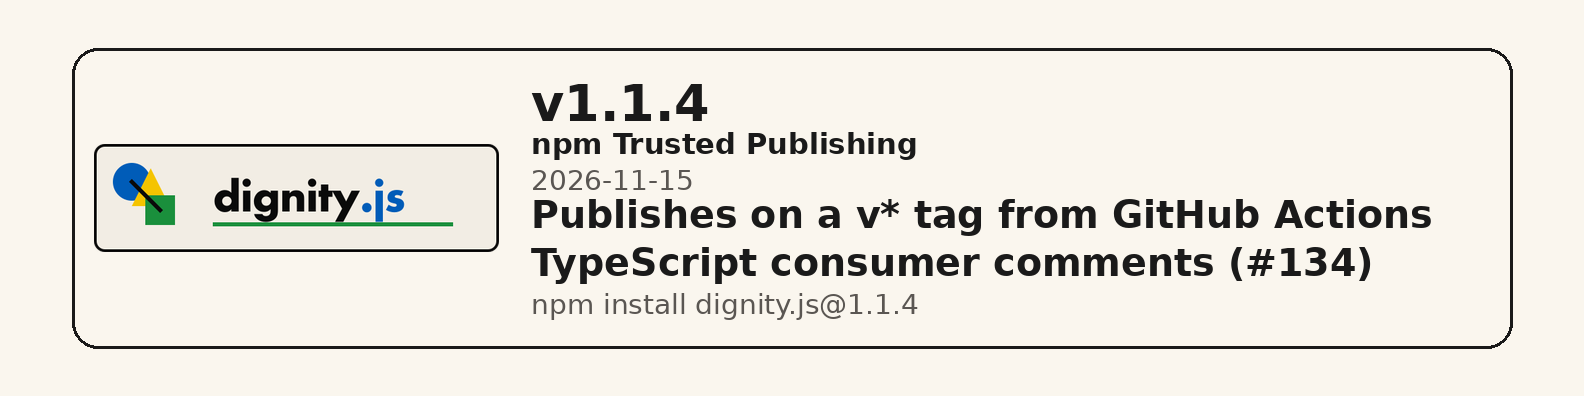 dignity.js
v1.1.4
npm Trusted Publishing
2026-11-15
Publishes on a v* tag from GitHub Actions
TypeScript consumer comments (#134)
npm install dignity.js@1.1.4